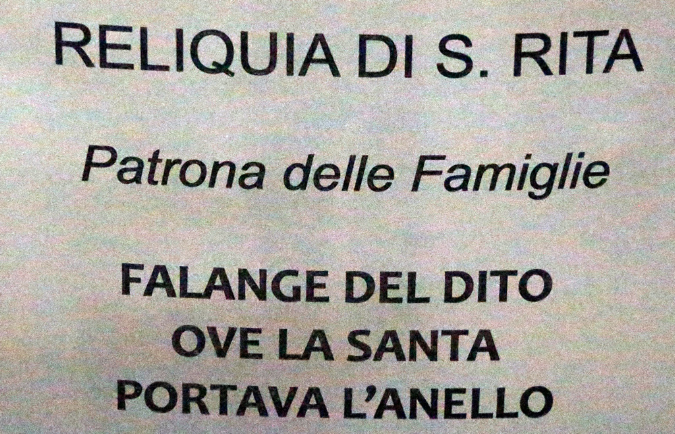 RELIQUIA DI S. RITA
Patrona delle Famiglie
FALANGE DEL DITO
OVE LA SANTA
PORTAVA L'ANELLO